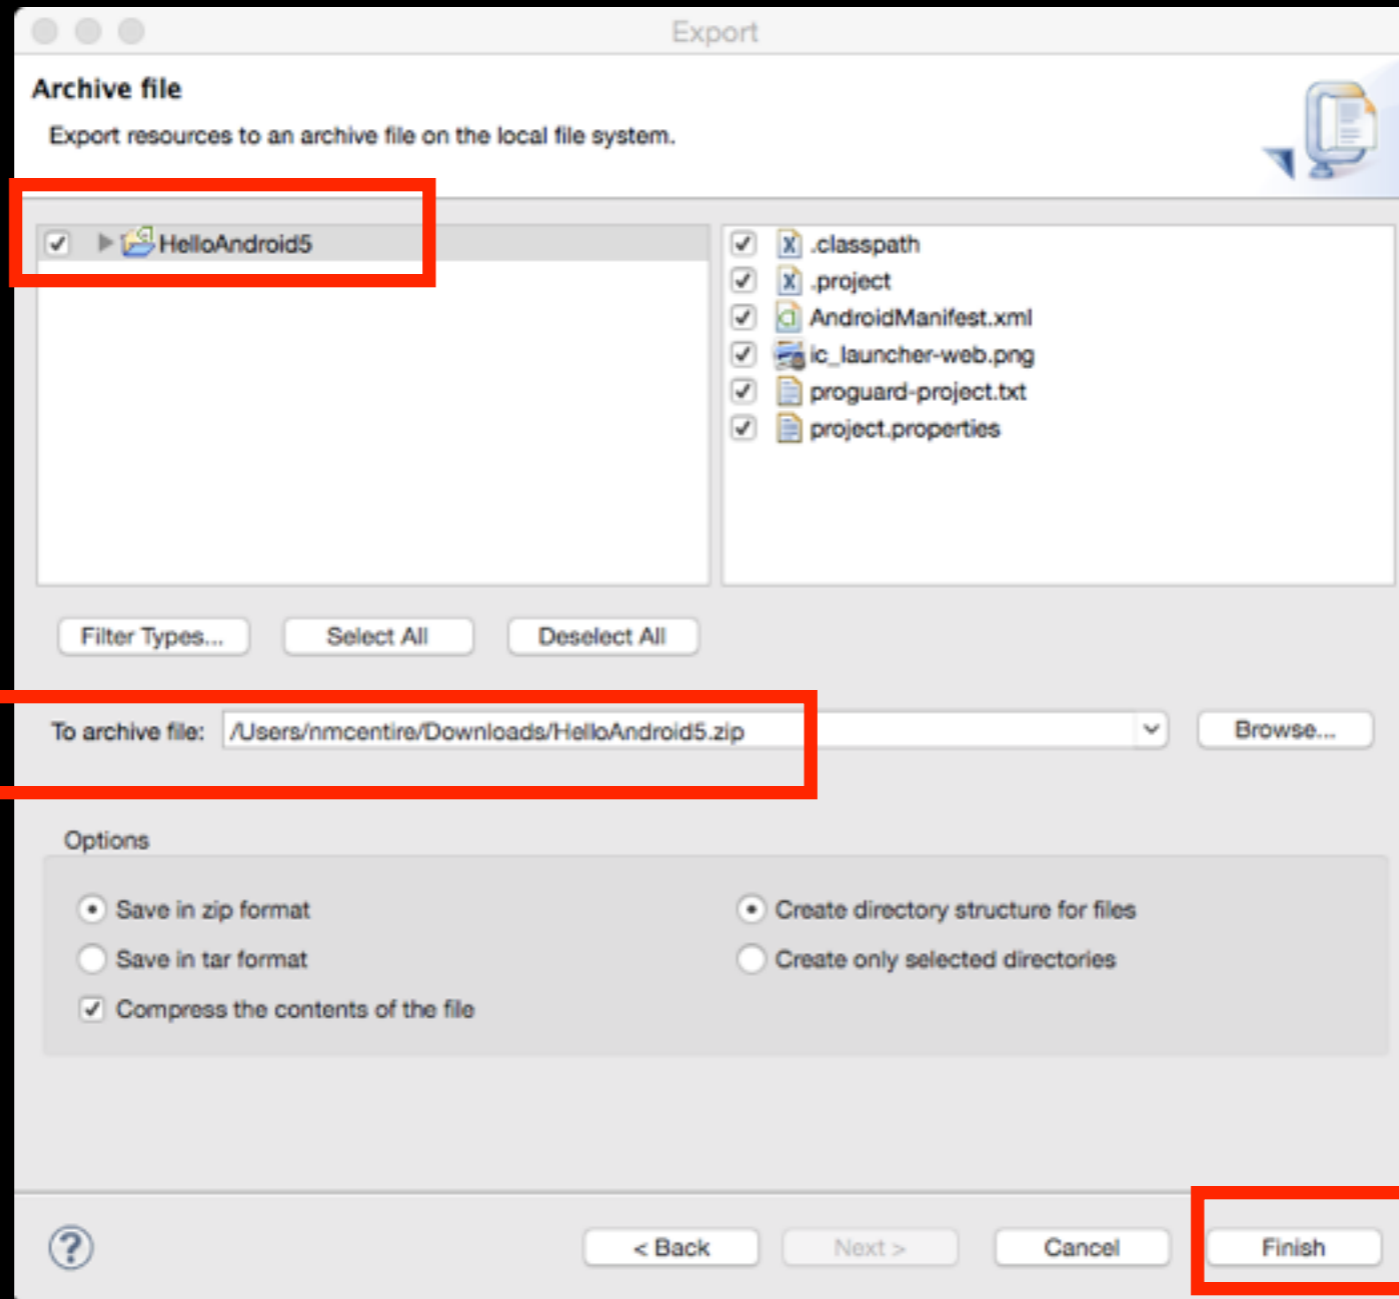 Export
Archive file
Export resources to an archive file on the local file system.
HelloAndroid5
.classpath
.project
AndroidManifest.xml
ic_launcher-web.png
proguard-project.txt
project.properties
Filter Types...
Select All
Deselect All
To archive file:
/Users/nmcentire/Downloads/HelloAndroid5.zip
Browse...
Options
Save in zip format
Create directory structure for files
Save in tar format
Create only selected directories
Compress the contents of the file
?
< Back
Next >
Cancel
Finish